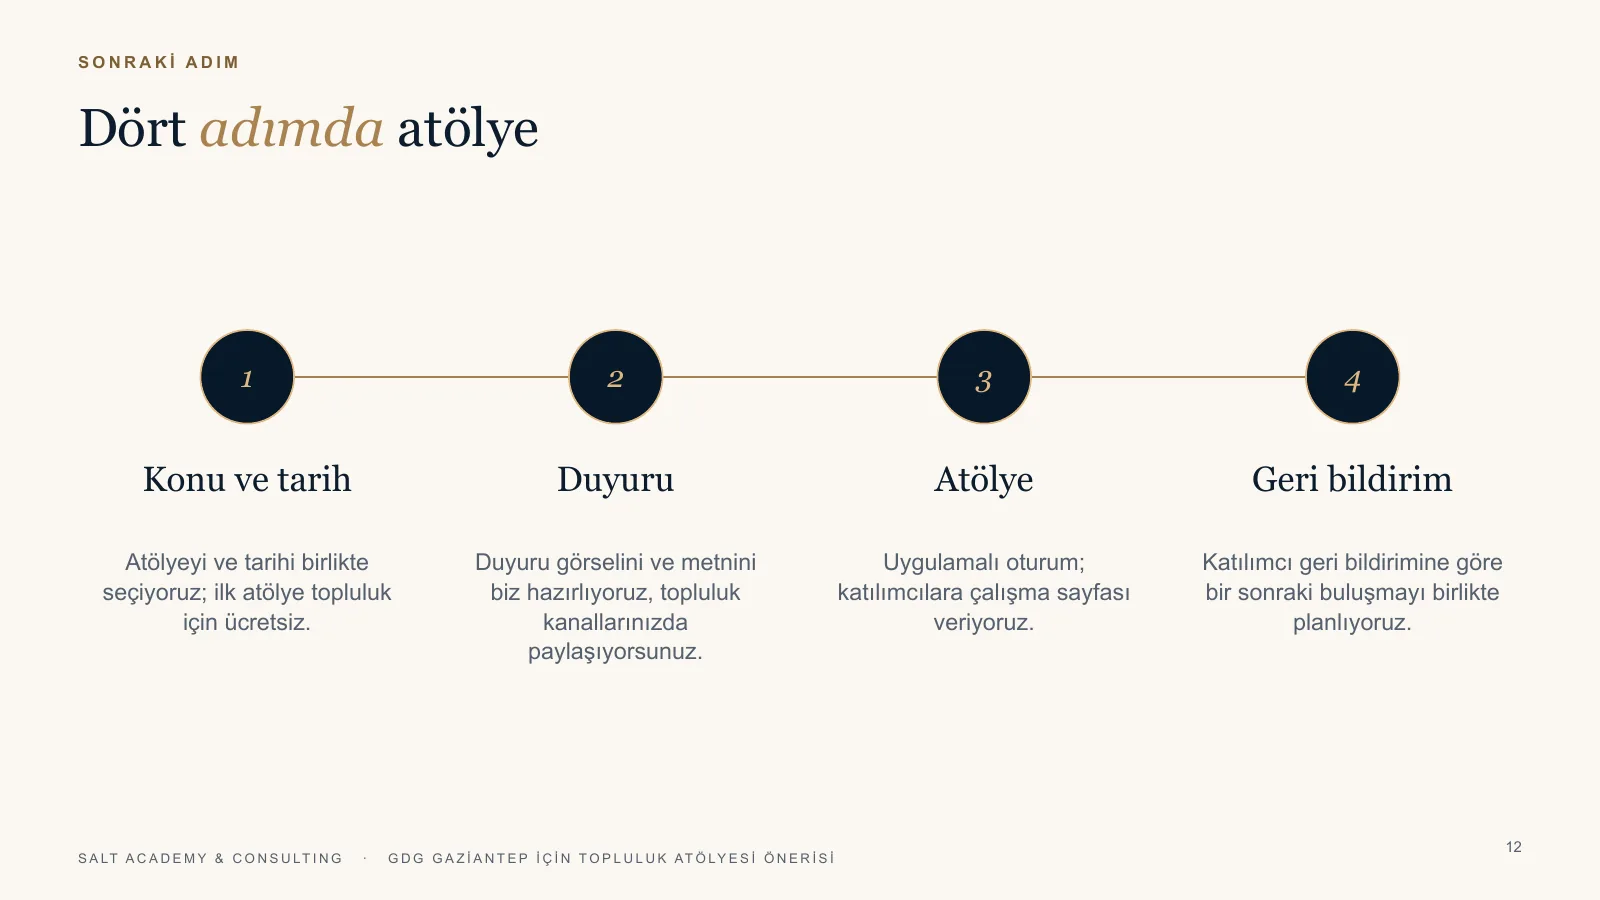 SONRAKİ ADIM
Dört adımda atölye
1
2
3
4
Konu ve tarih
Atölyeyi ve tarihi birlikte
seçiyoruz; ilk atölye topluluk
için ücretsiz.
Duyuru
Duyuru görselini ve metnini
biz hazırlıyoruz, topluluk
kanallarınızda
paylaşıyorsunuz.
Atölye
Uygulamalı oturum;
katılımcılara çalışma sayfası
veriyoruz.
Geri bildirim
Katılımcı geri bildirimine göre
bir sonraki buluşmayı birlikte
planlıyoruz.
SALT ACADEMY & CONSULTING · GDG GAZİANTEP İÇİN TOPLULUK ATÖLYESİ ÖNERİSİ
12